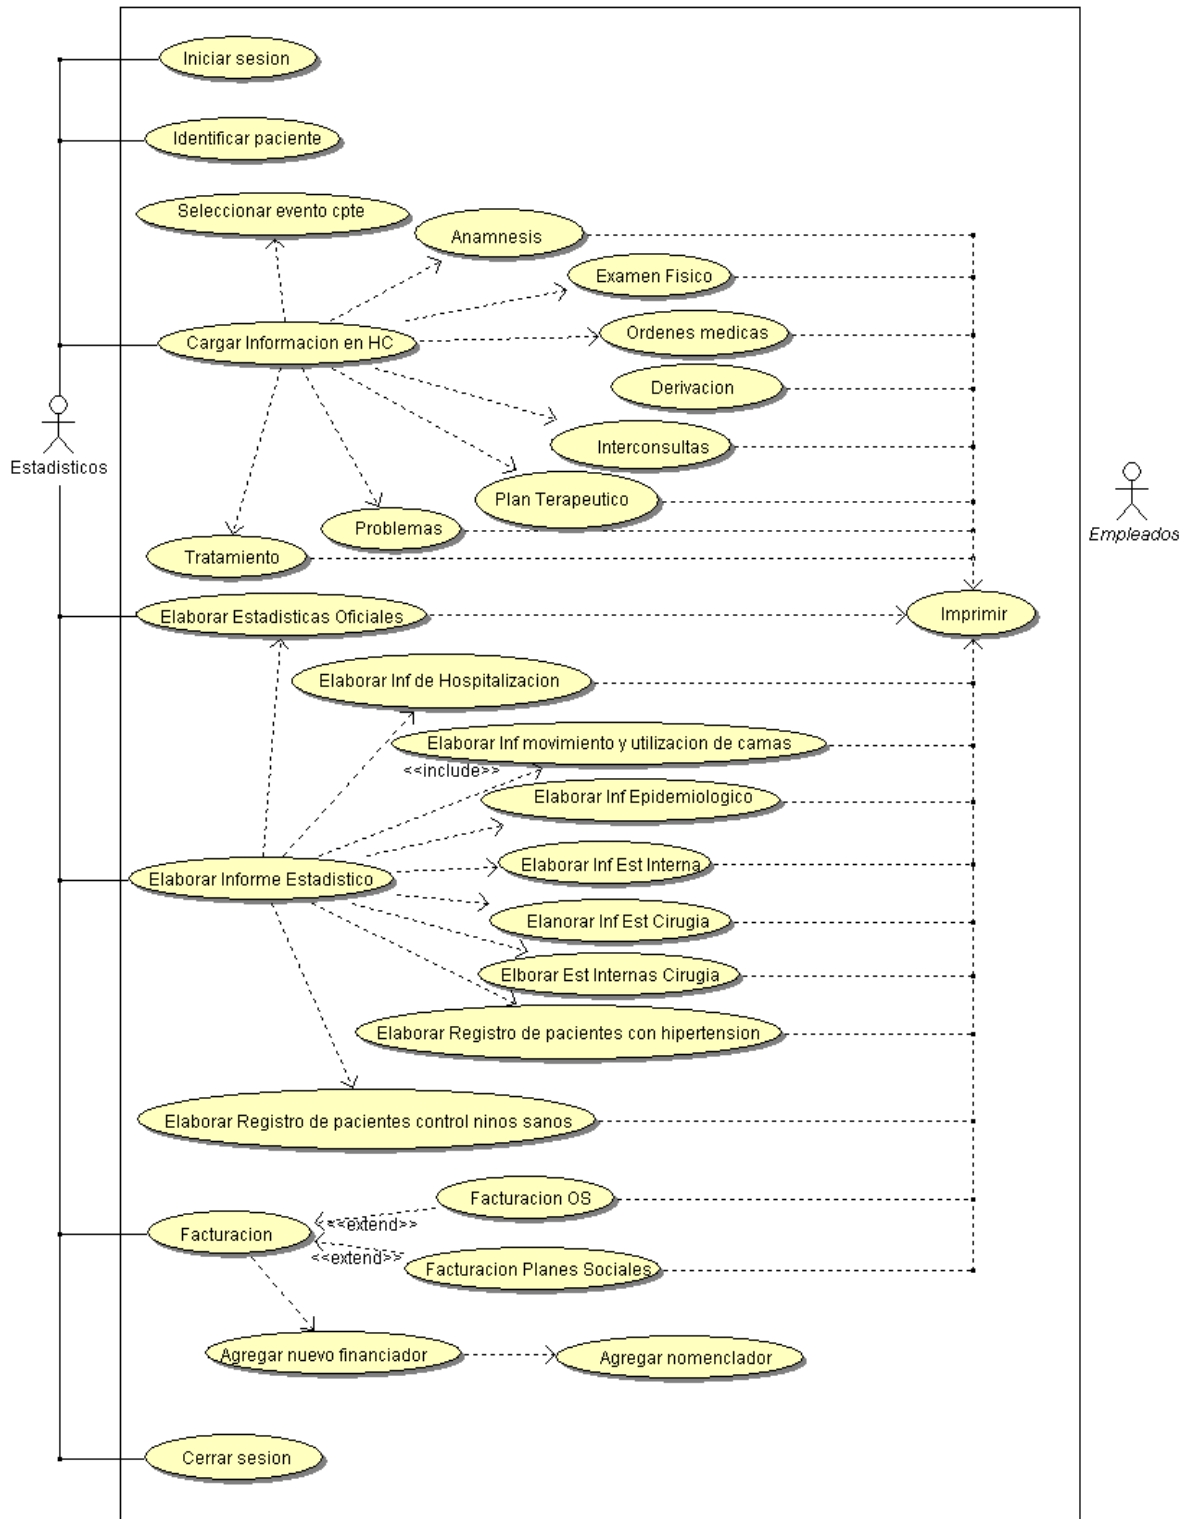 Iniciar sesion
Identificar paciente
Seleccionar evento cpte
Anamnesis
Examen Fisico
Ordenes medicas
Cargar Informacion en HC
Derivacion
Interconsultas
Estadisticos
Plan Terapeutico
Problemas
Empleados
Tratamiento
Elaborar Estadisticas Oficiales
Imprimir
Elaborar Inf de Hospitalizacion
Elaborar Inf movimiento y utilizacion de camas
<<include>>
Elaborar Inf Epidemiologico
Elaborar Inf Est Interna
Elaborar Informe Estadistico
Elanorar Inf Est Cirugia
Elborar Est Internas Cirugia
Elaborar Registro de pacientes con hipertension
Elaborar Registro de pacientes control ninos sanos
Facturacion OS
<<extend>>
Facturacion
<<extend>>
Facturacion Planes Sociales
Agregar nuevo financiador
Agregar nomenclador
Cerrar sesion